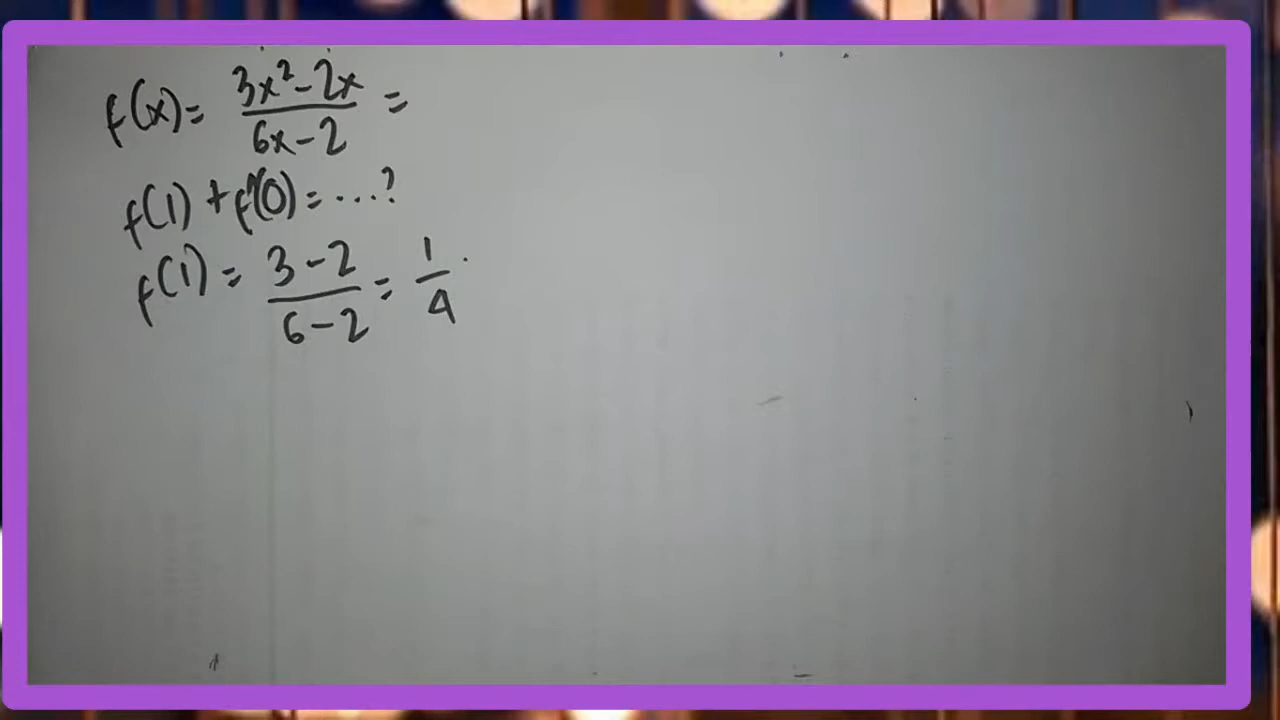 f(x) = 3x² - 2x / 6x - 2 =
f(1) + f'(0) = ...?
f(1) = 3 - 2 / 6 - 2 = 1/4